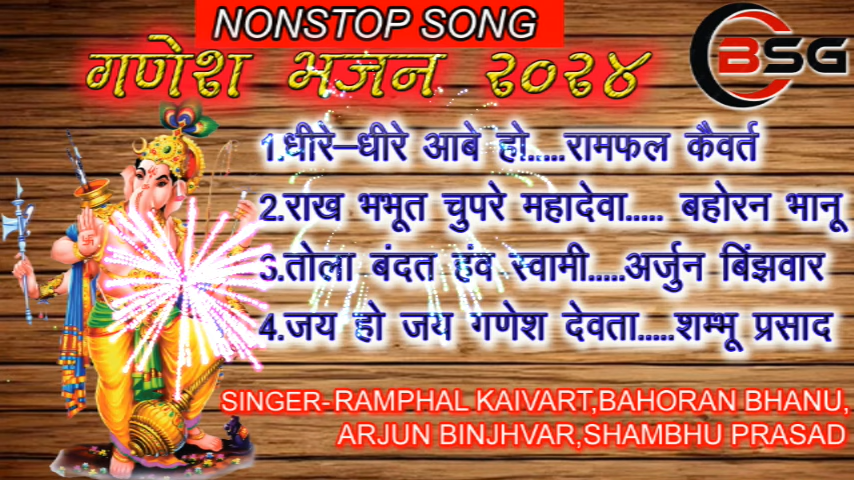 NONSTOP SONG
गणेश भजन २०२४
BSG
1.धीरे-धीरे आबे हो.....रामफल कैवर्त
2.राख भभूत चुपरे महादेवा..... बहोरन भानू
3.तोला बंदत हंव स्वामी.....अर्जुन बिंझवार
4.जय हो जय गणेश देवता.....शम्भू प्रसाद
SINGER-RAMPHAL KAIVART,BAHORAN BHANU,
ARJUN BINJHVAR,SHAMBHU PRASAD